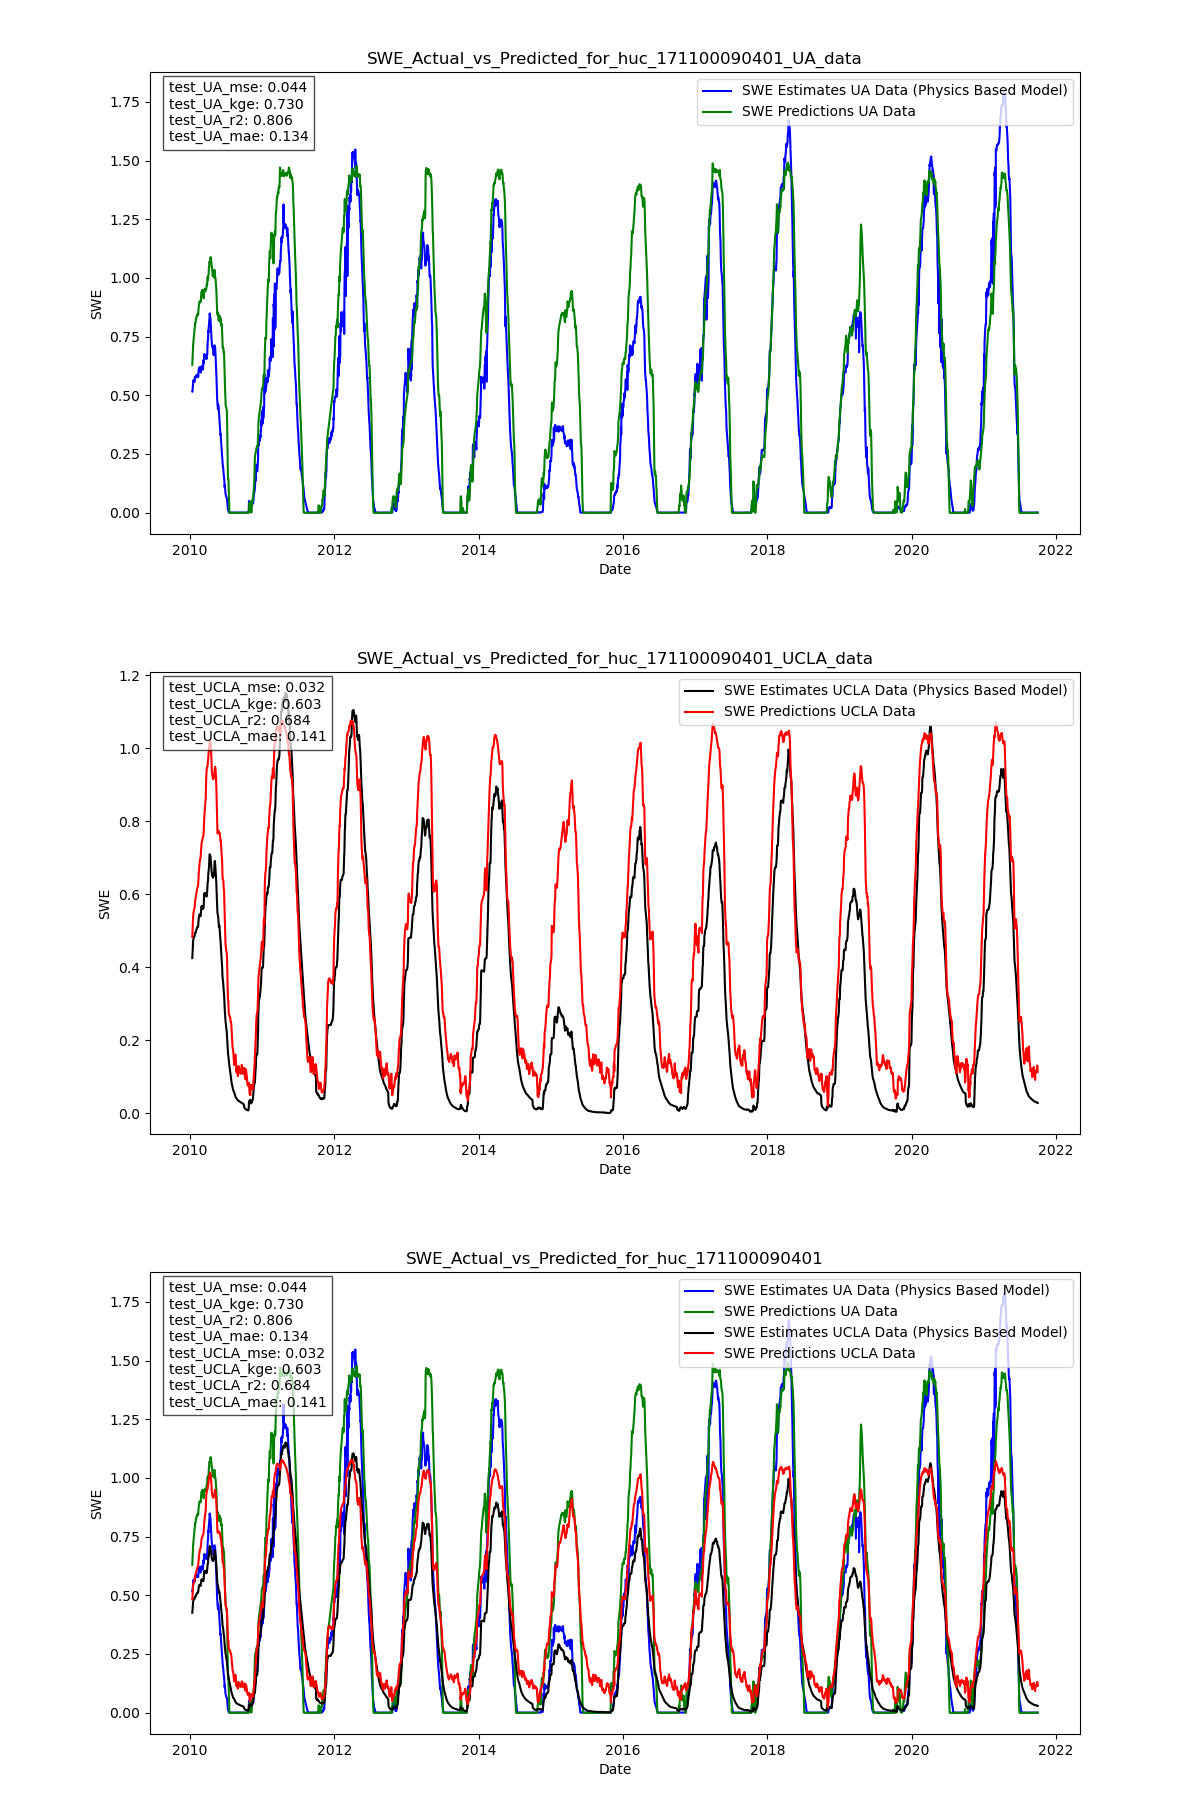 SWE_Actual_vs_Predicted_for_huc_171100090401_UA_data
test_UA_mse: 0.044
test_UA_kge: 0.730
test_UA_r2: 0.806
test_UA_mae: 0.134
SWE Estimates UA Data (Physics Based Model)
SWE Predictions UA Data
1.75
1.50
1.25
1.00
0.75
0.50
0.25
0.00
SWE
2010 2012 2014 2016 2018 2020 2022
Date
SWE_Actual_vs_Predicted_for_huc_171100090401_UCLA_data
test_UCLA_mse: 0.032
test_UCLA_kge: 0.603
test_UCLA_r2: 0.684
test_UCLA_mae: 0.141
SWE Estimates UCLA Data (Physics Based Model)
SWE Predictions UCLA Data
1.2
1.0
0.8
0.6
0.4
0.2
0.0
SWE
2010 2012 2014 2016 2018 2020 2022
Date
SWE_Actual_vs_Predicted_for_huc_171100090401
test_UA_mse: 0.044
test_UA_kge: 0.730
test_UA_r2: 0.806
test_UA_mae: 0.134
test_UCLA_mse: 0.032
test_UCLA_kge: 0.603
test_UCLA_r2: 0.684
test_UCLA_mae: 0.141
SWE Estimates UA Data (Physics Based Model)
SWE Predictions UA Data
SWE Estimates UCLA Data (Physics Based Model)
SWE Predictions UCLA Data
1.75
1.50
1.25
1.00
0.75
0.50
0.25
0.00
SWE
2010 2012 2014 2016 2018 2020 2022
Date